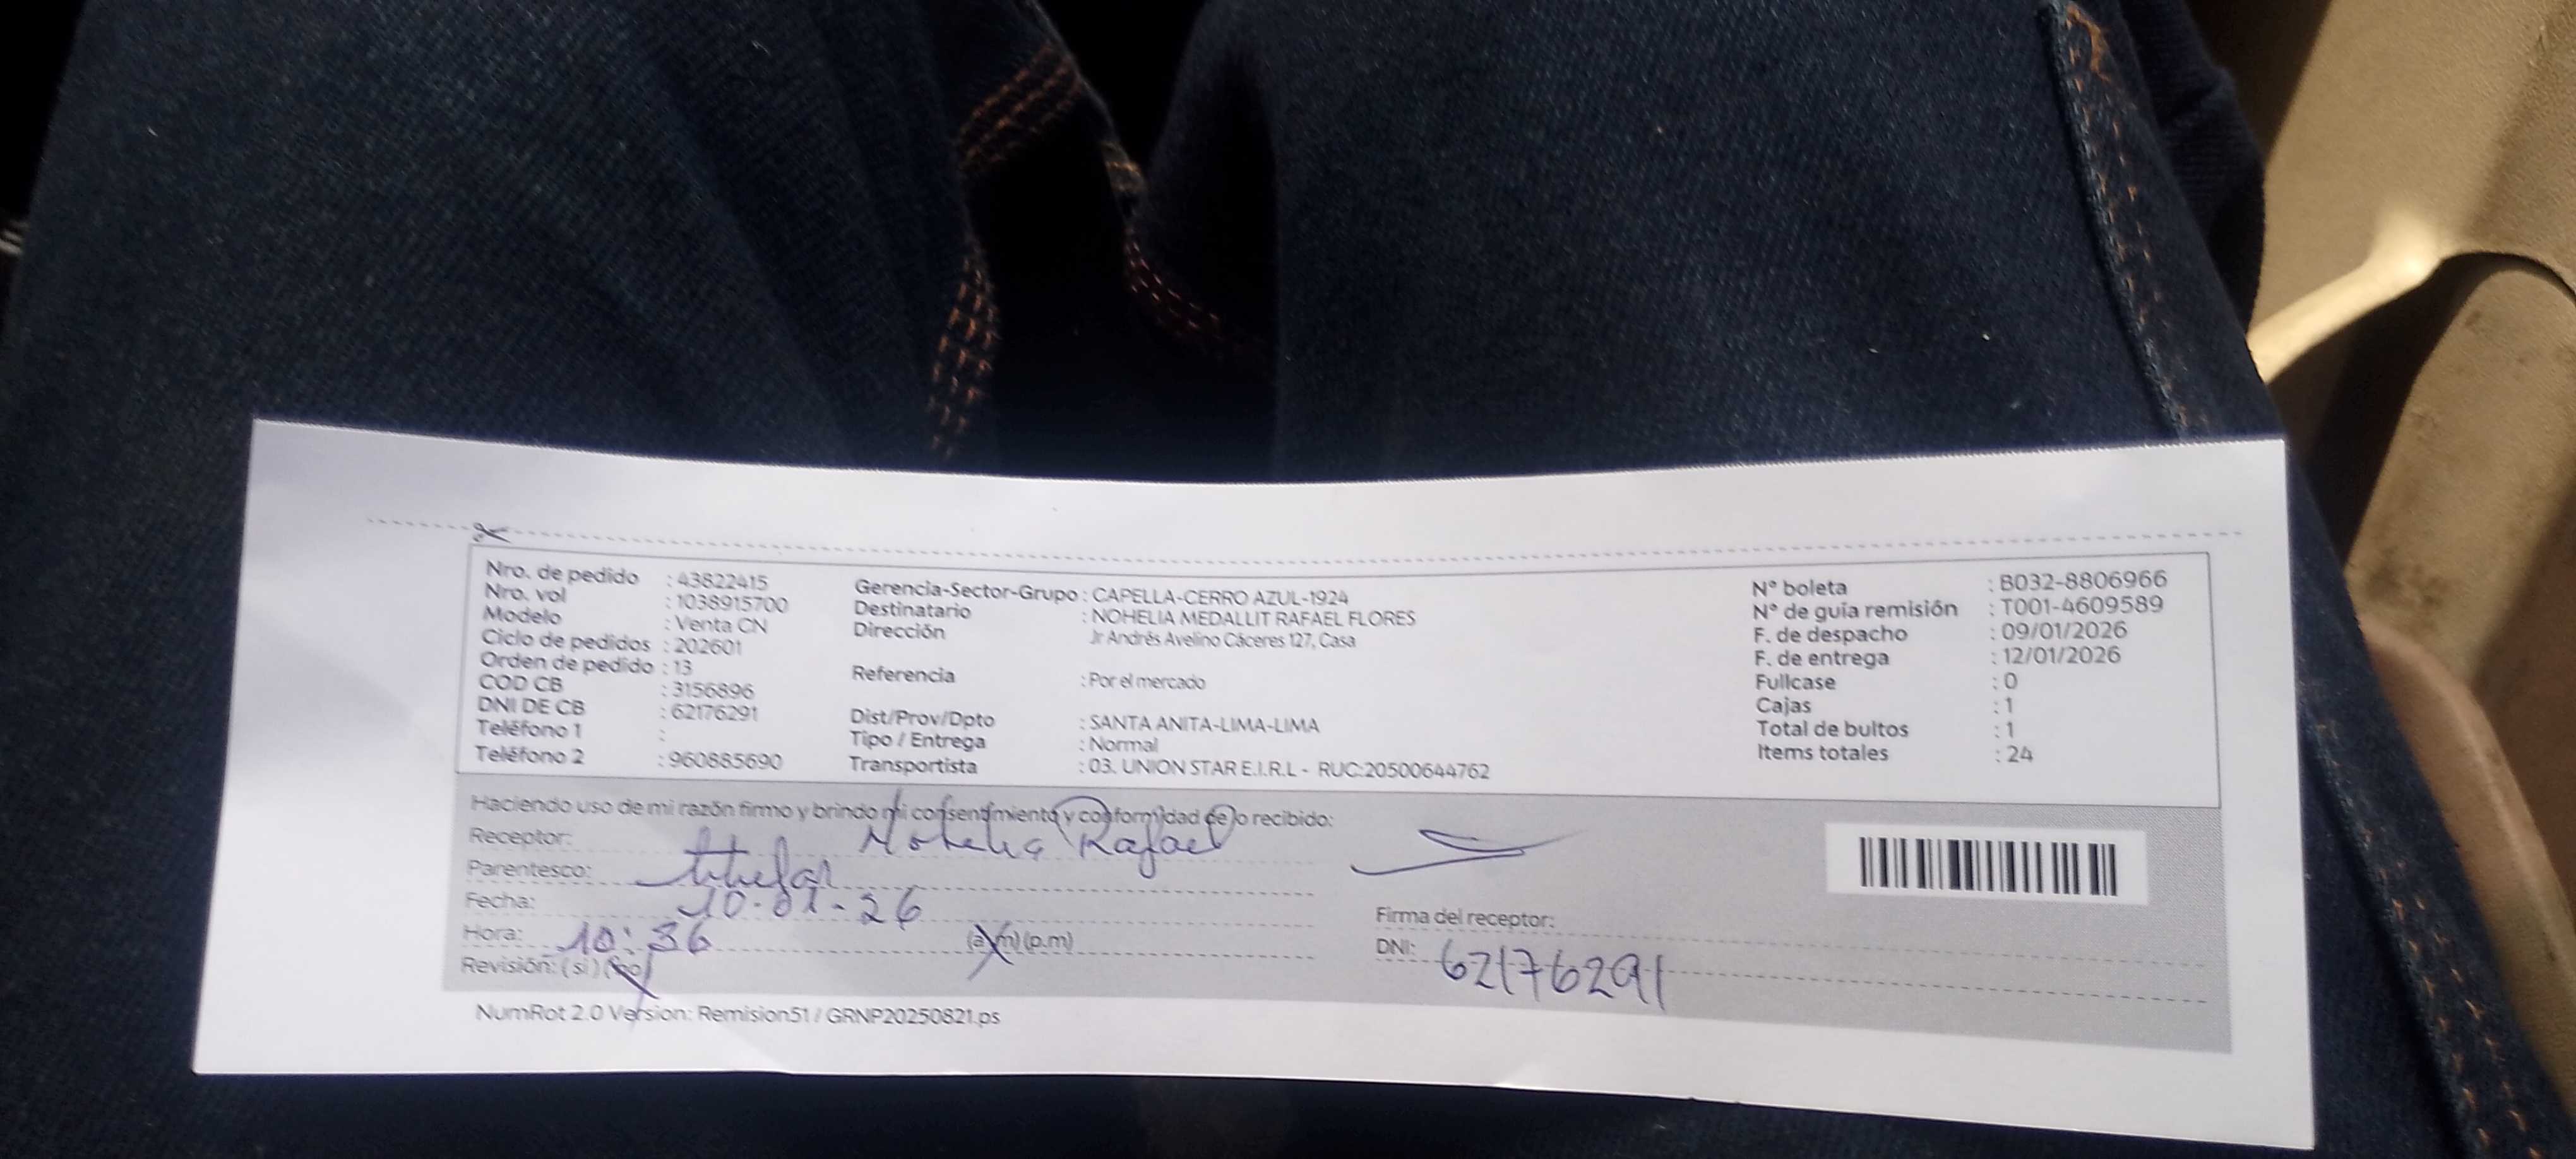 Nro. de pedido : 43822415
Nro. vol : 1038915700
Modelo : Venta CN
Ciclo de pedidos : 202601
Orden de pedido : 13
COD CB : 3156896
DNI DE CB : 62176291
Teléfono 1 :
Teléfono 2 : 960885690
Gerencia-Sector-Grupo : CAPELLA-CERRO AZUL-1924
Destinatario : NOHELIA MEDALLIT RAFAEL FLORES
Dirección Jr Andrés Avelino Cáceres 127, Casa
Referencia : Por el mercado
Dist/Prov/Dpto : SANTA ANITA-LIMA-LIMA
Tipo / Entrega : Normal
Transportista : 03. UNION STAR E.I.R.L - RUC:20500644762
N° boleta : B032-8806966
N° de guía remisión : T001-4609589
F. de despacho : 09/01/2026
F. de entrega : 12/01/2026
Fullcase : 0
Cajas : 1
Total de bultos : 1
Items totales : 24
Haciendo uso de mi razón firmo y brindo mi consentimiento y conformidad de lo recibido:
Receptor: Nohelia Rafael
Parentesco: titular
Fecha: 10-01-26
Hora: 10:36 (a.m) (p.m)
Revisión: (si) (no)
Firma del receptor:
DNI: 62176291
NumRot 2.0 Version: Remision51 / GRNP20250821.ps